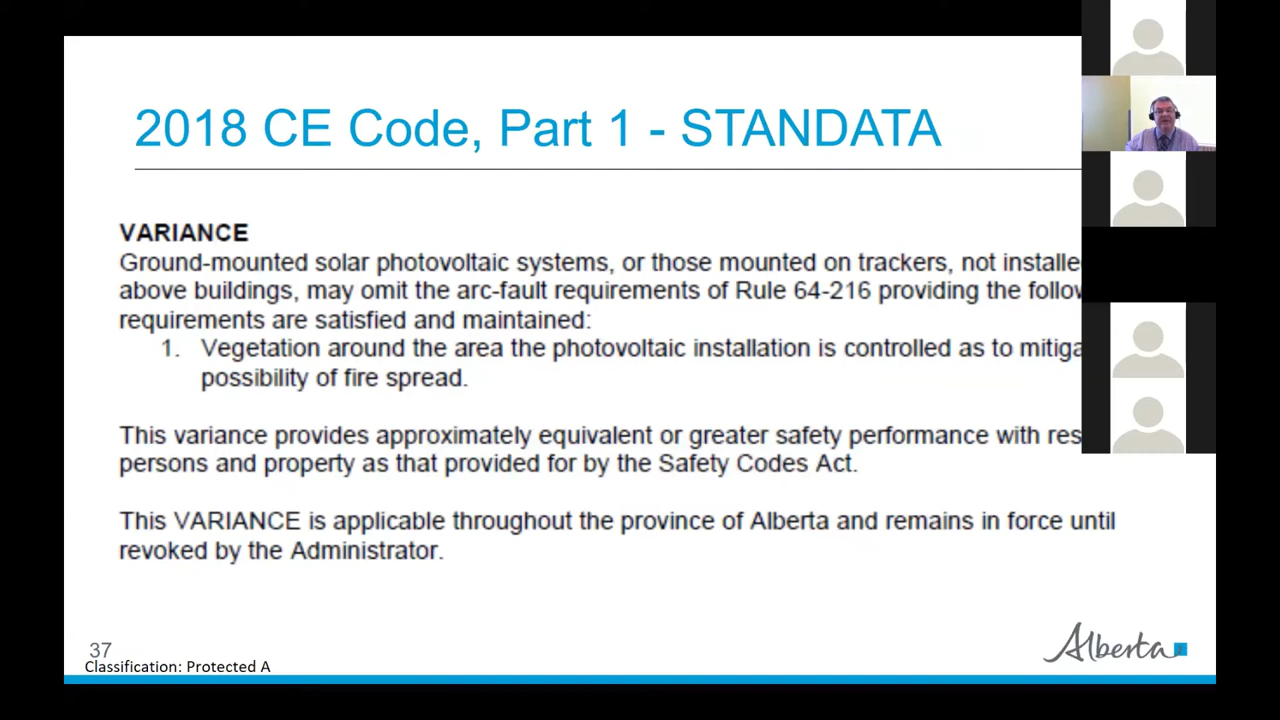 2018 CE Code, Part 1 - STANDATA
VARIANCE
Ground-mounted solar photovoltaic systems, or those mounted on trackers, not
above buildings, may omit the arc-fault requirements of Rule 64-216 providing the
requirements are satisfied and maintained:
1. Vegetation around the area the photovoltaic installation is controlled as to
possibility of fire spread.
This variance provides approximately equivalent or greater safety performance with
persons and property as that provided for by the Safety Codes Act.
This VARIANCE is applicable throughout the province of Alberta and remains in force until
revoked by the Administrator.
37
Classification: Protected A
Alberta